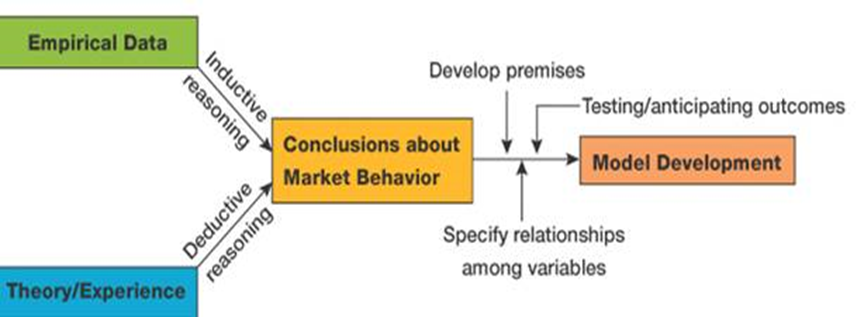 Empirical Data
Inductive
reasoning
Develop premises
Testing/anticipating outcomes
Conclusions about
Market Behavior
Model Development
Deductive
reasoning
Specify relationships
among variables
Theory/Experience